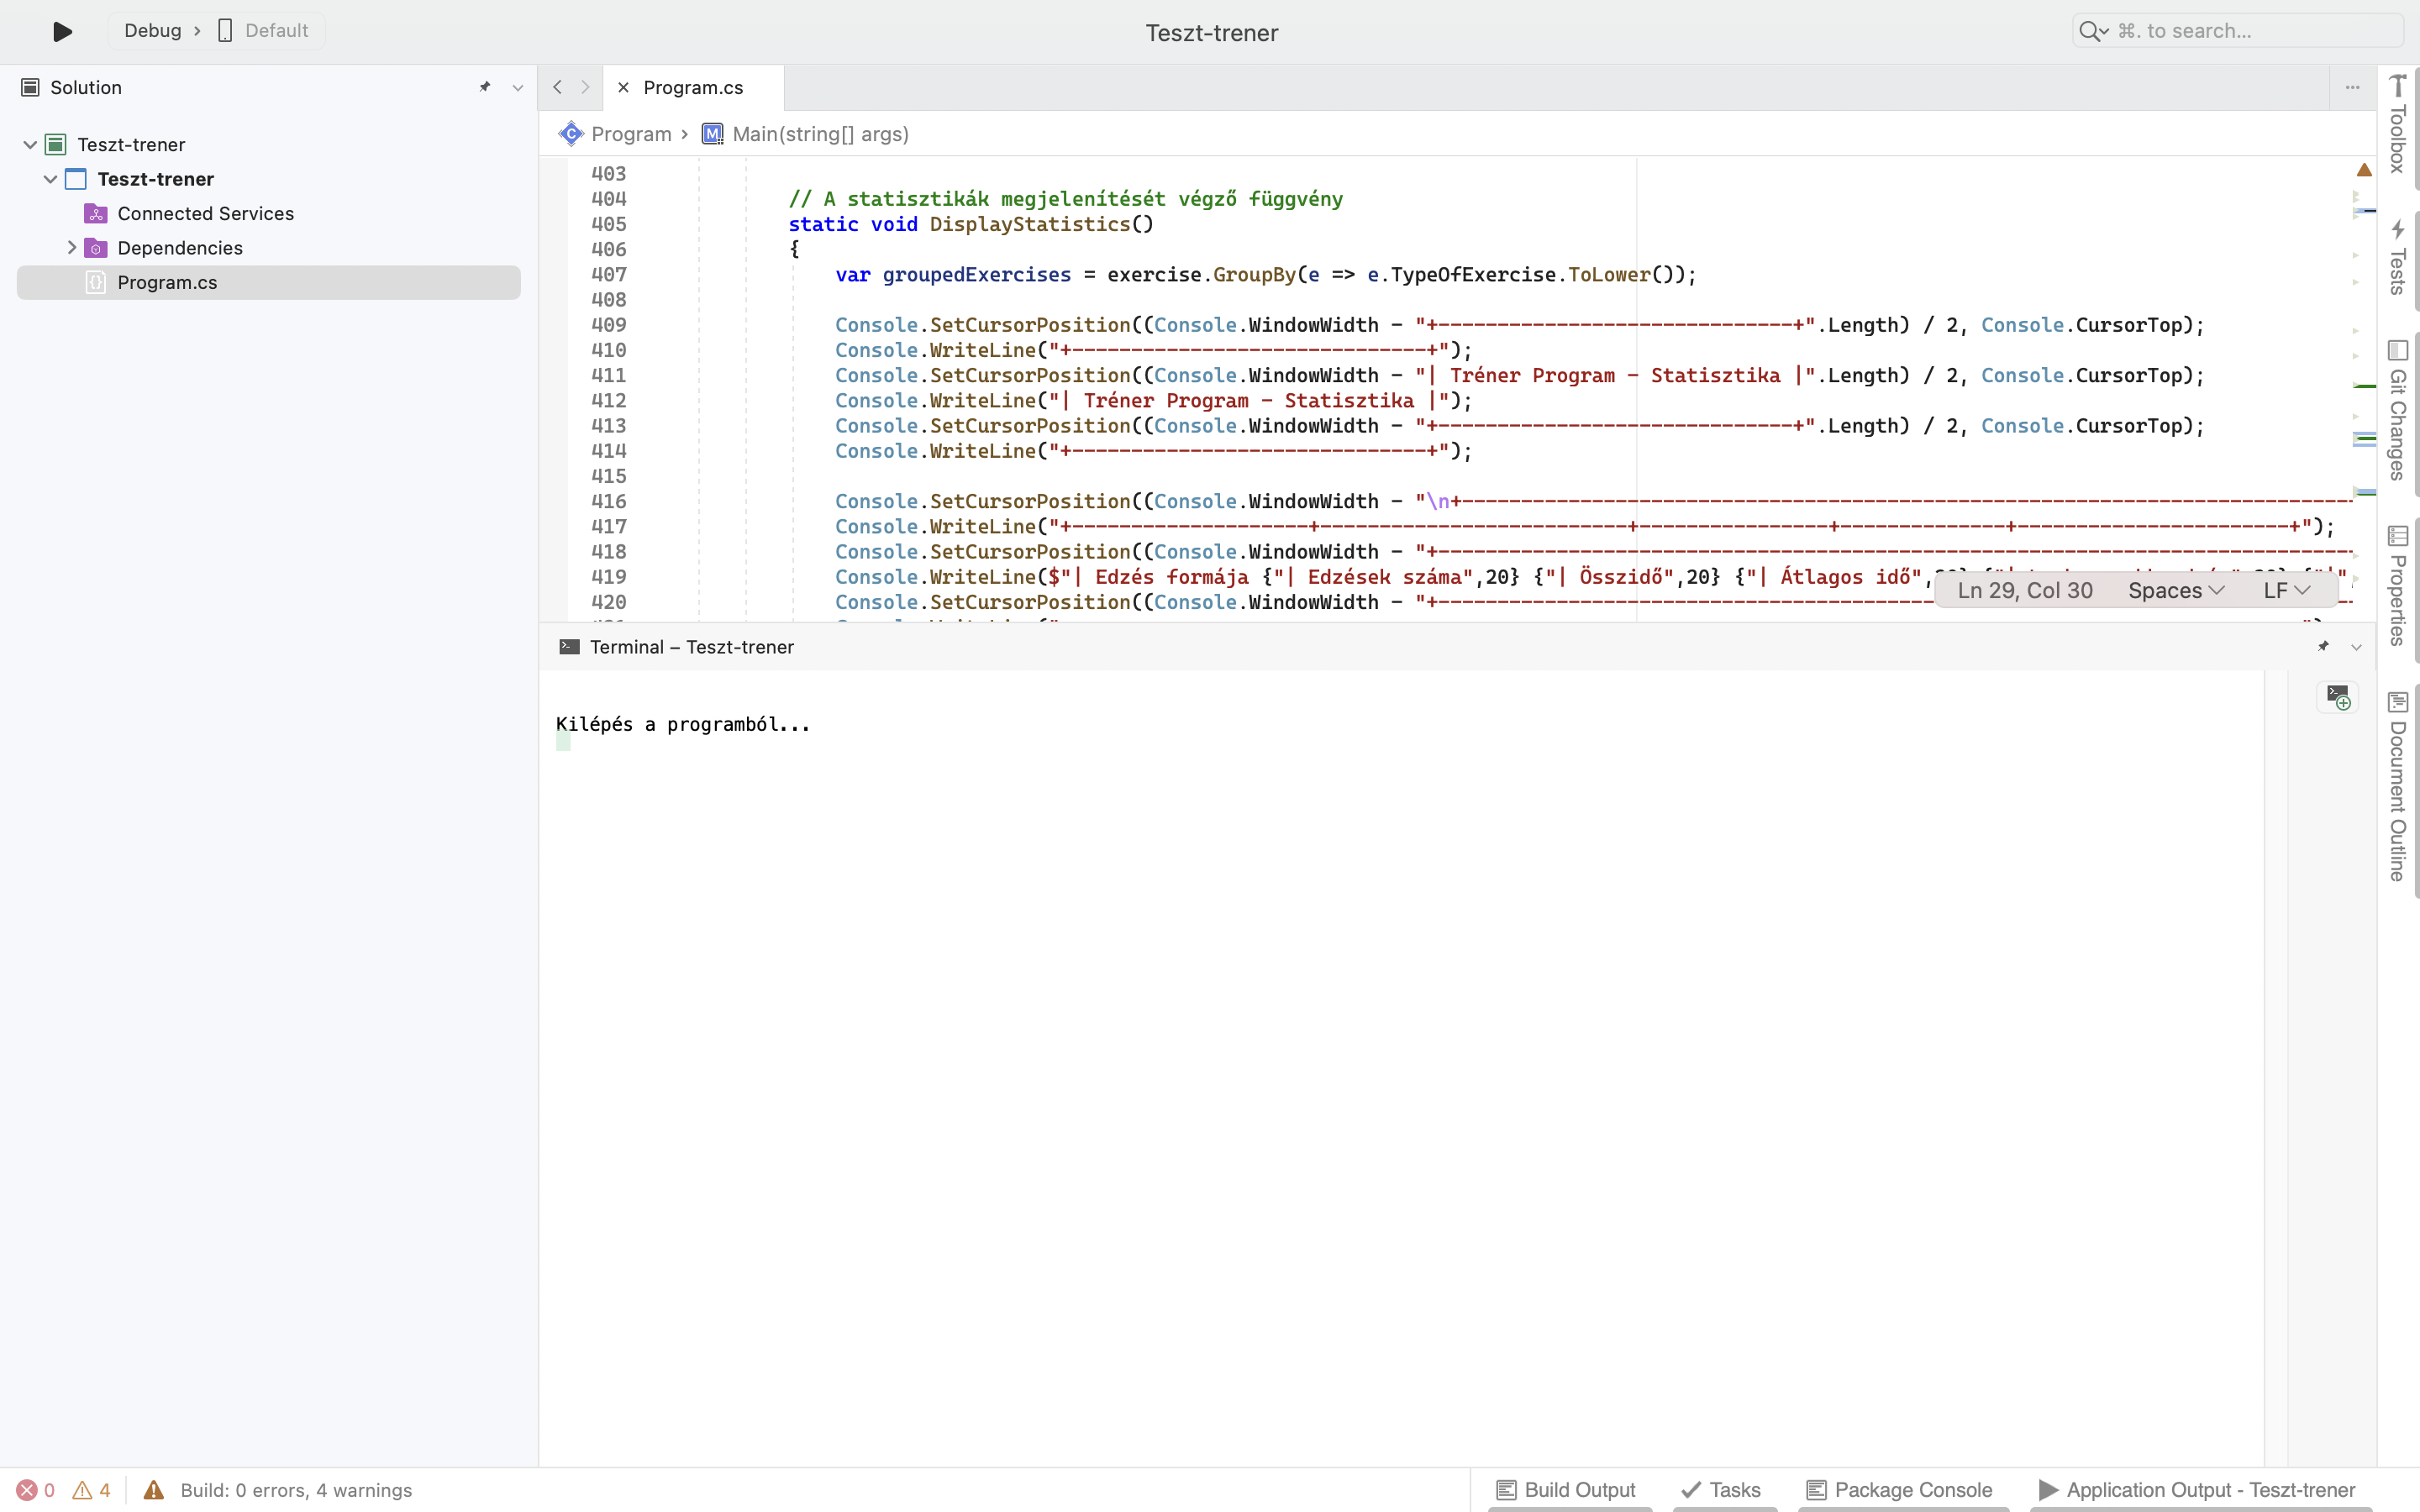 Debug › Default
Teszt-trener
⌘. to search...
Solution
Teszt-trener
Teszt-trener
Connected Services
Dependencies
Program.cs
Program.cs
Program › Main(string[] args)
403
404 // A statisztikák megjelenítését végző függvény
405 static void DisplayStatistics()
406 {
407 var groupedExercises = exercise.GroupBy(e => e.TypeOfExercise.ToLower());
408
409 Console.SetCursorPosition((Console.WindowWidth - "+------------------------------+".Length) / 2, Console.CursorTop);
410 Console.WriteLine("+------------------------------+");
411 Console.SetCursorPosition((Console.WindowWidth - "| Tréner Program - Statisztika |".Length) / 2, Console.CursorTop);
412 Console.WriteLine("| Tréner Program - Statisztika |");
413 Console.SetCursorPosition((Console.WindowWidth - "+------------------------------+".Length) / 2, Console.CursorTop);
414 Console.WriteLine("+------------------------------+");
415
416 Console.SetCursorPosition((Console.WindowWidth - "\n+---------------------------------------------------------------------------
417 Console.WriteLine("+--------------------+--------------------------+----------------+--------------+-----------------------+");
418 Console.SetCursorPosition((Console.WindowWidth - "+-----------------------------------------------------------------------------
419 Console.WriteLine($"| Edzés formája {"| Edzések száma",20} {"| Összidő",20} {"| Átlagos idő",
420 Console.SetCursorPosition((Console.WindowWidth - "+------------------------------------------
Ln 29, Col 30 Spaces LF
Terminal – Teszt-trener
Kilépés a programból...
Toolbox
Tests
Git Changes
Properties
Document Outline
0 4 Build: 0 errors, 4 warnings
Build Output Tasks Package Console Application Output - Teszt-trener